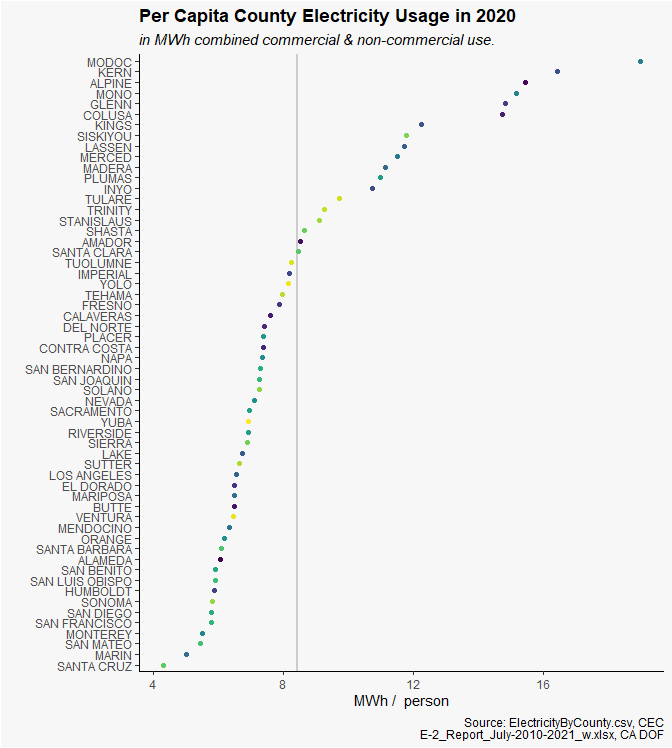 Per Capita County Electricity Usage in 2020
in MWh combined commercial & non-commercial use.
MODOC
KERN
ALPINE
MONO
GLENN
COLUSA
KINGS
SISKIYOU
LASSEN
MERCED
MADERA
PLUMAS
INYO
TULARE
TRINITY
STANISLAUS
SHASTA
AMADOR
SANTA CLARA
TUOLUMNE
IMPERIAL
YOLO
TEHAMA
FRESNO
CALAVERAS
DEL NORTE
PLACER
CONTRA COSTA
NAPA
SAN BERNARDINO
SAN JOAQUIN
SOLANO
NEVADA
SACRAMENTO
YUBA
RIVERSIDE
SIERRA
LAKE
SUTTER
LOS ANGELES
EL DORADO
MARIPOSA
BUTTE
VENTURA
MENDOCINO
ORANGE
SANTA BARBARA
ALAMEDA
SAN BENITO
SAN LUIS OBISPO
HUMBOLDT
SONOMA
SAN DIEGO
SAN FRANCISCO
MONTEREY
SAN MATEO
MARIN
SANTA CRUZ
4 8 12 16
MWh / person
Source: ElectricityByCounty.csv, CEC
E-2_Report_July-2010-2021_w.xlsx, CA DOF